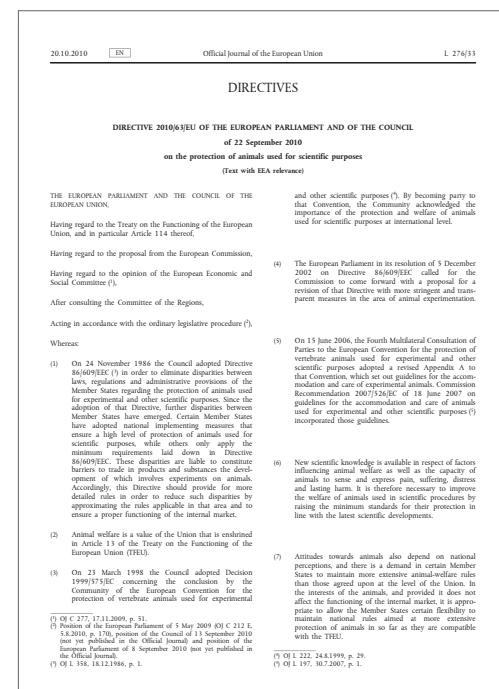 20.10.2010 EN Official Journal of the European Union L 276/33
DIRECTIVES
DIRECTIVE 2010/63/EU OF THE EUROPEAN PARLIAMENT AND OF THE COUNCIL
of 22 September 2010
on the protection of animals used for scientific purposes
(Text with EEA relevance)
THE EUROPEAN PARLIAMENT AND THE COUNCIL OF THE
EUROPEAN UNION,
Having regard to the Treaty on the Functioning of the European
Union, and in particular Article 114 thereof,
Having regard to the proposal from the European Commission,
Having regard to the opinion of the European Economic and
Social Committee (1),
After consulting the Committee of the Regions,
Acting in accordance with the ordinary legislative procedure (2),
Whereas:
(1) On 24 November 1986 the Council adopted Directive
86/609/EEC (3) in order to eliminate disparities between
laws, regulations and administrative provisions of the
Member States regarding the protection of animals used
for experimental and other scientific purposes. Since the
adoption of that Directive, further disparities between
Member States have emerged. Certain Member States
have adopted national implementing measures that
ensure a high level of protection of animals used for
scientific purposes, while others only apply the
minimum requirements laid down in Directive
86/609/EEC. These disparities are liable to constitute
barriers to trade in products and substances the devel-
opment of which involves experiments on animals.
Accordingly, this Directive should provide for more
detailed rules in order to reduce such disparities by
approximating the rules applicable in that area and to
ensure a proper functioning of the internal market.
(2) Animal welfare is a value of the Union that is enshrined
in Article 13 of the Treaty on the Functioning of the
European Union (TFEU).
(3) On 23 March 1998 the Council adopted Decision
1999/575/EC concerning the conclusion by the
Community of the European Convention for the
protection of vertebrate animals used for experimental
(1) OJ C 277, 17.11.2009, p. 51.
(2) Position of the European Parliament of 5 May 2009 (OJ C 212 E,
5.8.2010, p. 170), position of the Council of 13 September 2010
(not yet published in the Official Journal) and position of the
European Parliament of 8 September 2010 (not yet published in
the Official Journal).
(3) OJ L 358, 18.12.1986, p. 1.
and other scientific purposes (4). By becoming party to
that Convention, the Community acknowledged the
importance of the protection and welfare of animals
used for scientific purposes at international level.
(4) The European Parliament in its resolution of 5 December
2002 on Directive 86/609/EEC called for the
Commission to come forward with a proposal for a
revision of that Directive with more stringent and trans-
parent measures in the area of animal experimentation.
(5) On 15 June 2006, the Fourth Multilateral Consultation of
Parties to the European Convention for the protection of
vertebrate animals used for experimental and other
scientific purposes adopted a revised Appendix A to
that Convention, which set out guidelines for the accom-
modation and care of experimental animals. Commission
Recommendation 2007/526/EC of 18 June 2007 on
guidelines for the accommodation and care of animals
used for experimental and other scientific purposes (5)
incorporated those guidelines.
(6) New scientific knowledge is available in respect of factors
influencing animal welfare as well as the capacity of
animals to sense and express pain, suffering, distress
and lasting harm. It is therefore necessary to improve
the welfare of animals used in scientific procedures by
raising the minimum standards for their protection in
line with the latest scientific developments.
(7) Attitudes towards animals also depend on national
perceptions, and there is a demand in certain Member
States to maintain more extensive animal-welfare rules
than those agreed upon at the level of the Union. In
the interests of the animals, and provided it does not
affect the functioning of the internal market, it is appro-
priate to allow the Member States certain flexibility to
maintain national rules aimed at more extensive
protection of animals in so far as they are compatible
with the TFEU.
(4) OJ L 222, 24.8.1999, p. 29.
(5) OJ L 197, 30.7.2007, p. 1.